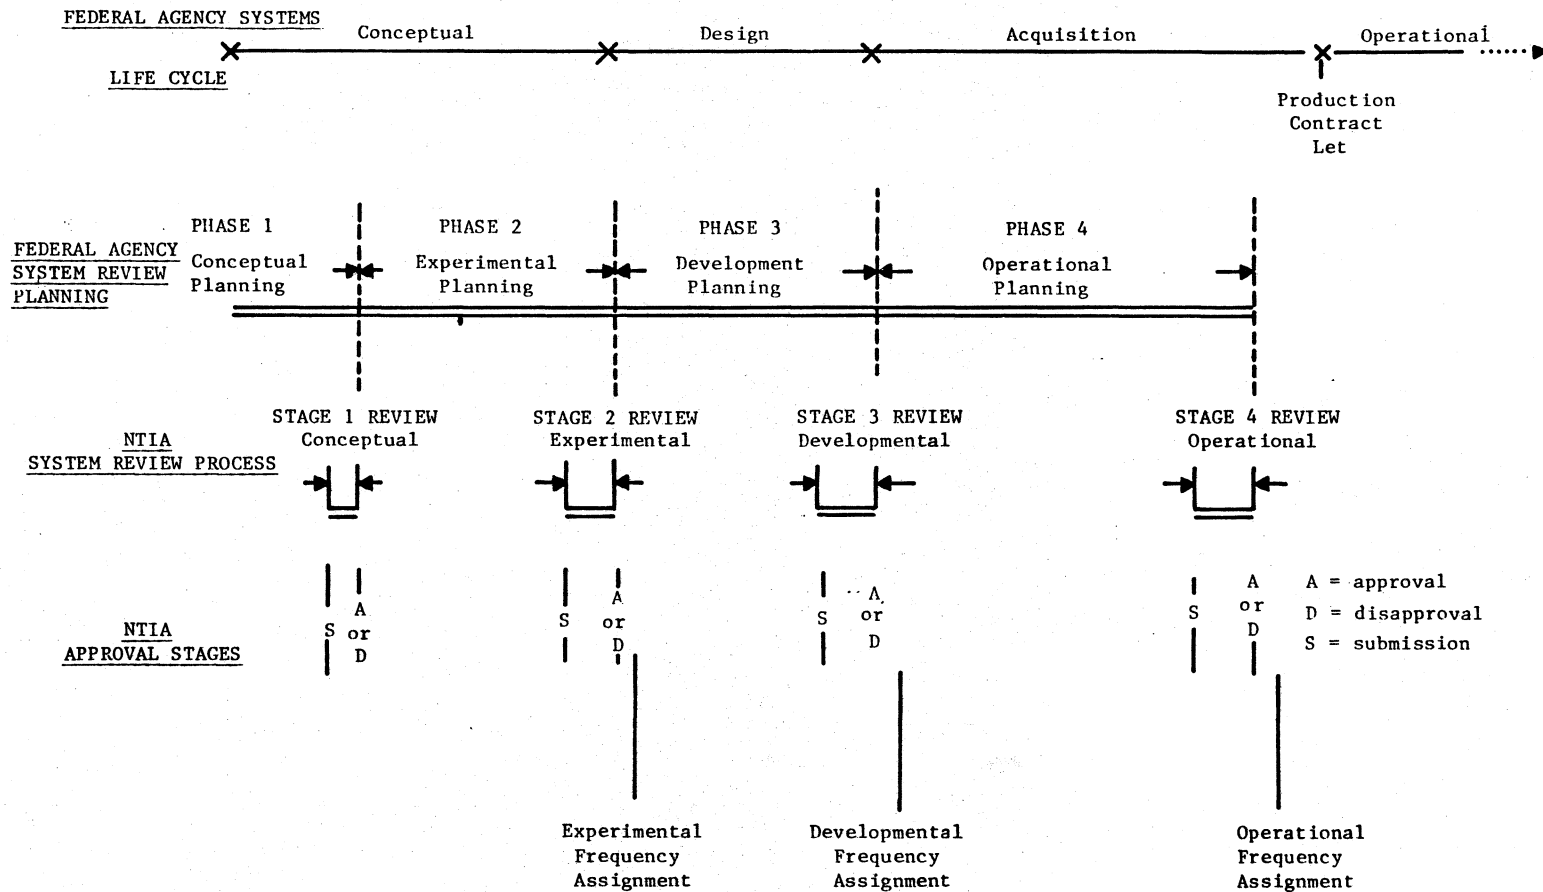 FEDERAL AGENCY SYSTEMS
Conceptual
Design
Acquisition
Operational
LIFE CYCLE
Production
Contract
Let
PHASE 1
PHASE 2
PHASE 3
PHASE 4
FEDERAL AGENCY
SYSTEM REVIEW
PLANNING
Conceptual
Planning
Experimental
Planning
Development
Planning
Operational
Planning
STAGE 1 REVIEW
Conceptual
STAGE 2 REVIEW
Experimental
STAGE 3 REVIEW
Developmental
STAGE 4 REVIEW
Operational
NTIA
SYSTEM REVIEW PROCESS
NTIA
APPROVAL STAGES
S
A
or
D
S
A
or
D
S
A
or
D
S
A
or
D
A = approval
D = disapproval
S = submission
Experimental
Frequency
Assignment
Developmental
Frequency
Assignment
Operational
Frequency
Assignment